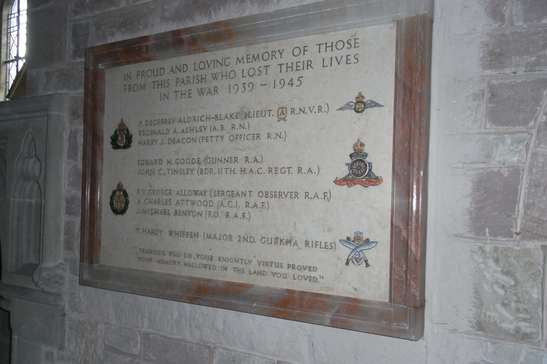 IN PROUD AND LOVING MEMORY OF THOSE
FROM THIS PARISH WHO LOST THEIR LIVES
IN THE WAR 1939 – 1945
GEOFFREY ALDRICH-BLAKE (LIEUT. (A) R.N.V.R.)
REGINALD A. ASHLEY (A.B. R.N.)
HARRY J. DEACON (PETTY OFFICER R.N.)
EDWARD N. GOODE (GUNNER R.A.)
JOHN C. TINSLEY (BDR. 11TH. H.A.C. REGT. R.A.)
GEORGE ALLOWAY (SERGEANT OBSERVER R.A.F.)
CHARLES ATTWOOD (A.C.1. R.A.F.)
MICHAEL BENYON (F.O. R.A.F.)
HARDY WHIFFEN (MAJOR 2ND. GURKHA RIFLES)
"TRANQUIL YOU LIE YOUR KNIGHTLY VIRTUE PROVED
YOUR MEMORY HALLOWED IN THE LAND YOU LOVED."